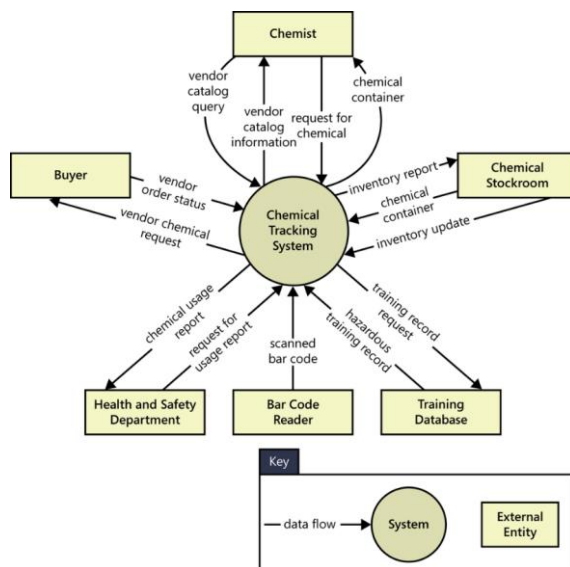 Chemist
vendor
catalog
query
vendor
catalog
information
request for
chemical
chemical
container
Buyer
vendor
order status
vendor chemical
request
Chemical
Tracking
System
inventory report
chemical
container
inventory update
Chemical
Stockroom
chemical usage
report
request for
usage report
scanned
bar code
hazardous
training record
training record
request
Health and Safety
Department
Bar Code
Reader
Training
Database
Key
data flow
System
External
Entity